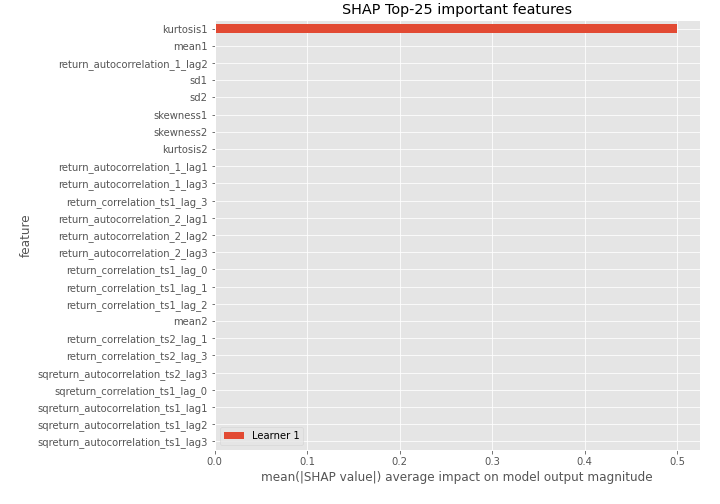 SHAP Top-25 important features
kurtosis1
mean1
return_autocorrelation_1_lag2
sd1
sd2
skewness1
skewness2
kurtosis2
return_autocorrelation_1_lag1
return_autocorrelation_1_lag3
return_correlation_ts1_lag_3
return_autocorrelation_2_lag1
return_autocorrelation_2_lag2
return_autocorrelation_2_lag3
return_correlation_ts1_lag_0
return_correlation_ts1_lag_1
return_correlation_ts1_lag_2
mean2
return_correlation_ts2_lag_1
return_correlation_ts2_lag_3
sqreturn_autocorrelation_ts2_lag3
sqreturn_correlation_ts1_lag_0
sqreturn_autocorrelation_ts1_lag1
sqreturn_autocorrelation_ts1_lag2
sqreturn_autocorrelation_ts1_lag3
feature
Learner 1
0.0 0.1 0.2 0.3 0.4 0.5
mean(|SHAP value|) average impact on model output magnitude